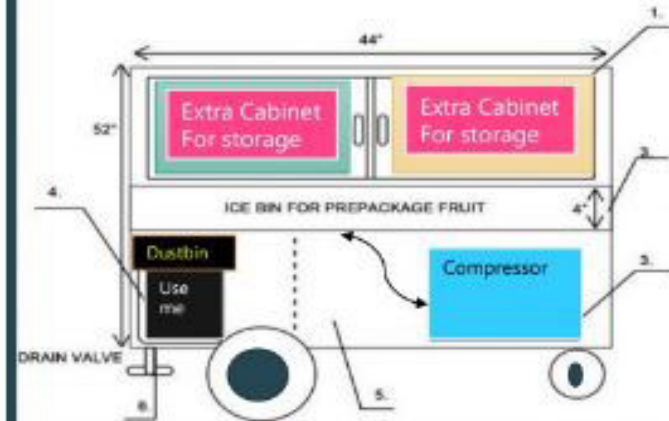 44"
1.
Extra Cabinet
For storage
Extra Cabinet
For storage
52"
3.
4.
ICE BIN FOR PREPACKAGE FRUIT
4"
Dustbin
Use
me
Compressor
3.
DRAIN VALVE
6.
5.